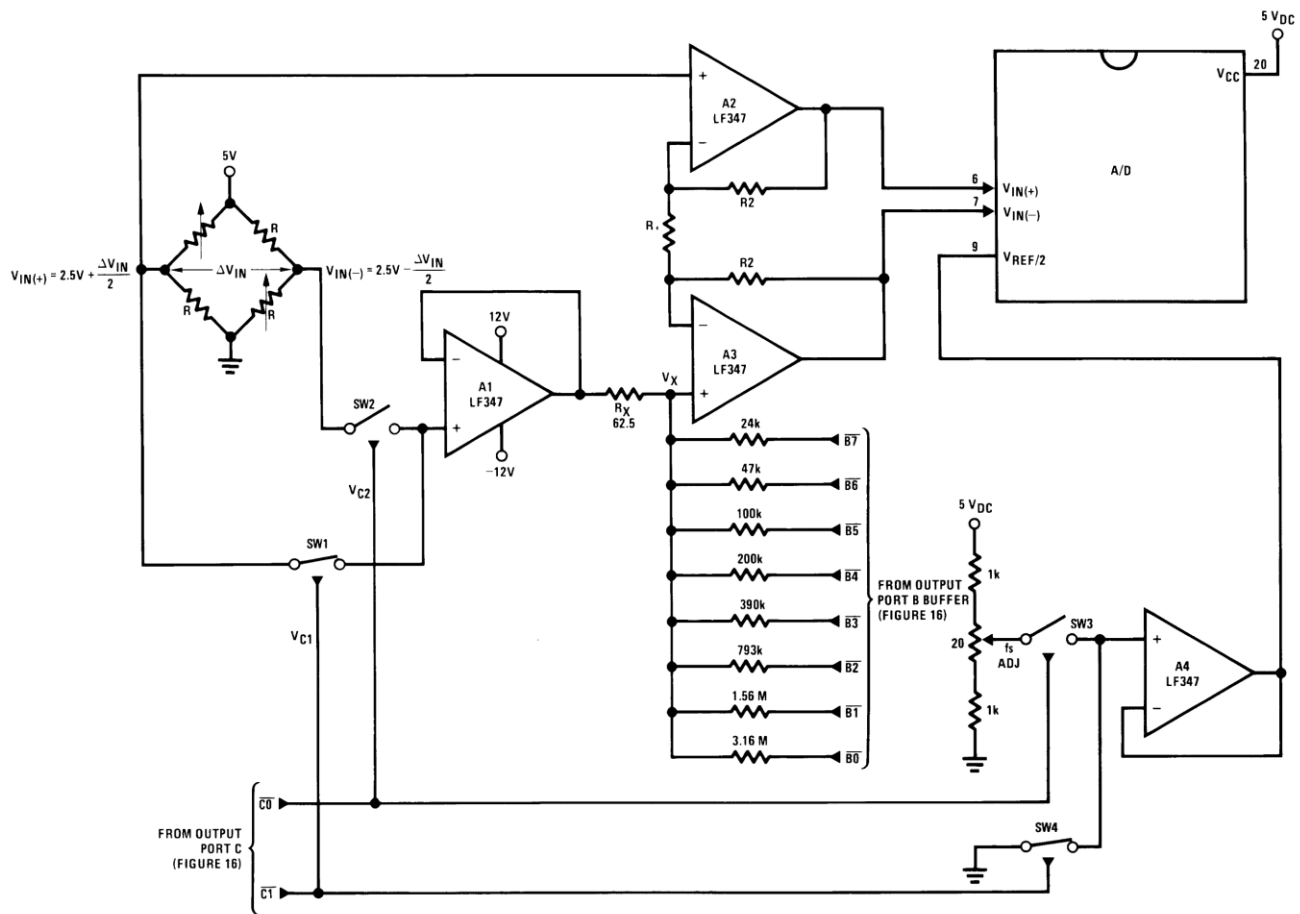 5 VDC
20
VCC
A/D
6
VIN(+)
7
VIN(−)
9
VREF/2
+
A2
LF347
−
R2
R.
R2
−
A3
LF347
+
5V
R
VIN(+) = 2.5V + ΔVIN/2
ΔVIN
VIN(−) = 2.5V − ΔVIN/2
R
R
12V
−
A1
LF347
+
−12V
SW2
VC2
SW1
VC1
RX
62.5
VX
24k
B7
47k
B6
100k
B5
200k
B4
390k
B3
793k
B2
1.56 M
B1
3.16 M
B0
FROM OUTPUT
PORT B BUFFER
(FIGURE 16)
5 VDC
1k
20
fs
ADJ
1k
SW3
+
A4
LF347
−
FROM OUTPUT
PORT C
(FIGURE 16)
C0
C1
SW4